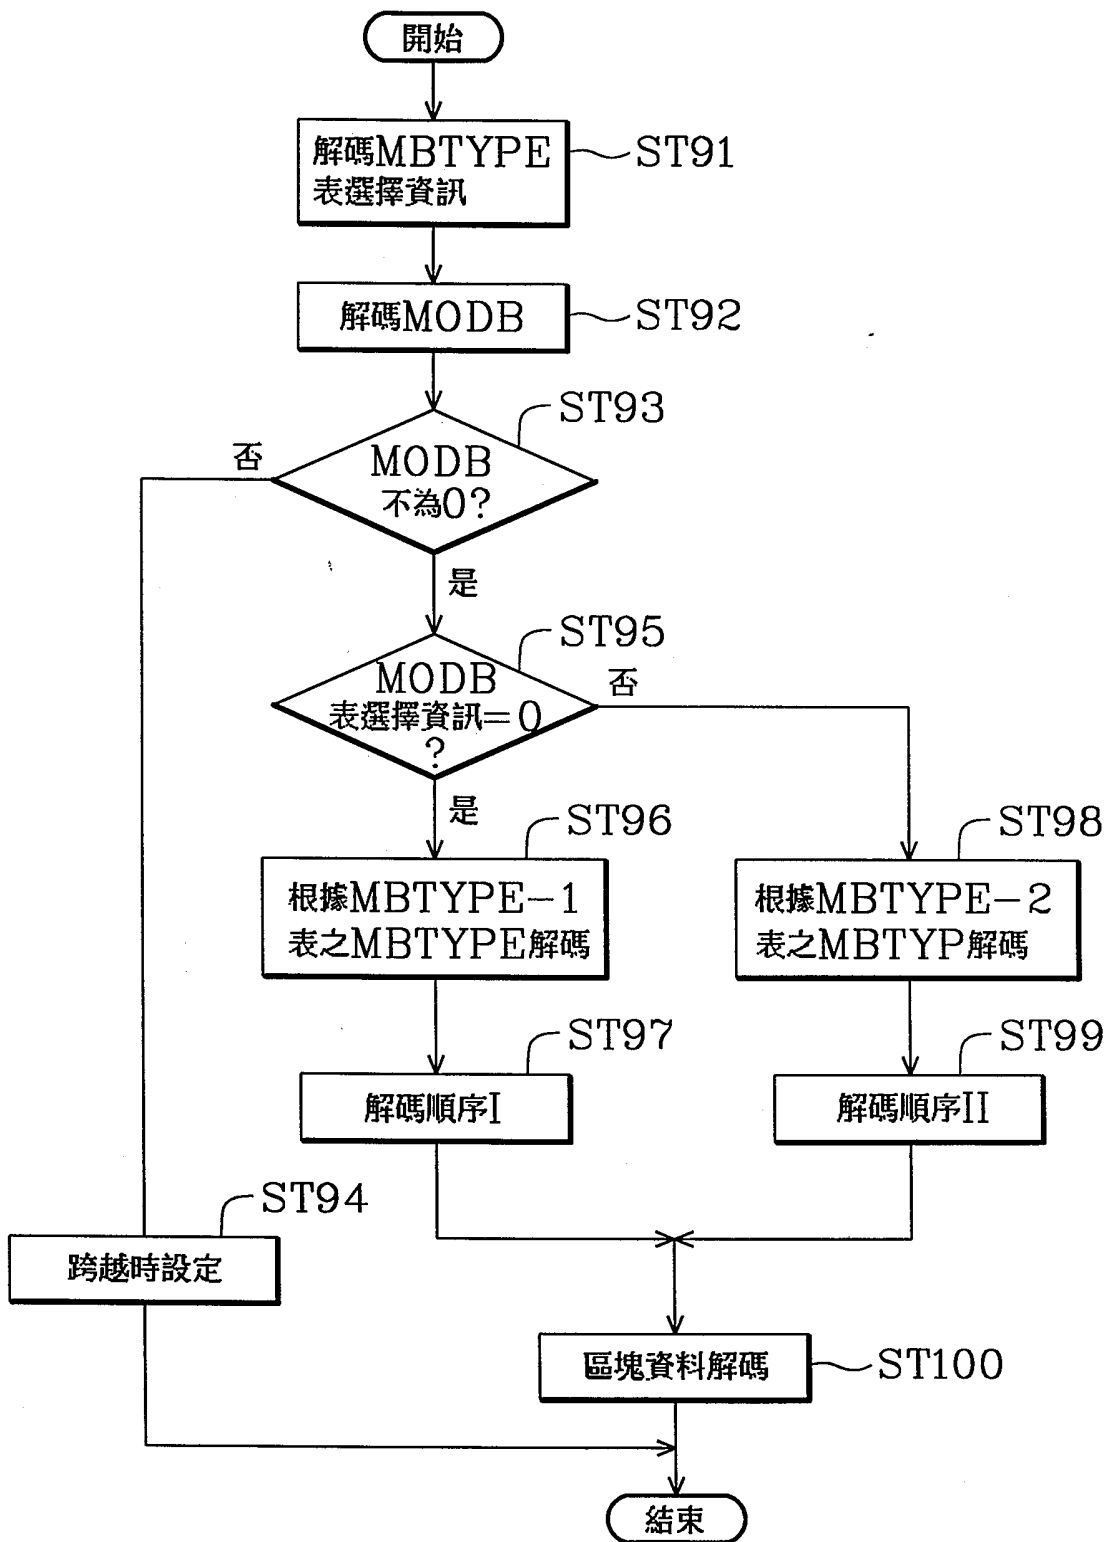 開始
解碼MBTYPE
表選擇資訊
ST91
解碼MODB
ST92
ST93
否
MODB
不為0?
是
ST95
否
MODB
表選擇資訊=0
?
是
ST96
ST98
根據MBTYPE-1
表之MBTYPE解碼
根據MBTYPE-2
表之MBTYP解碼
ST97
ST99
解碼順序I
解碼順序II
ST94
跨越時設定
區塊資料解碼
ST100
結束